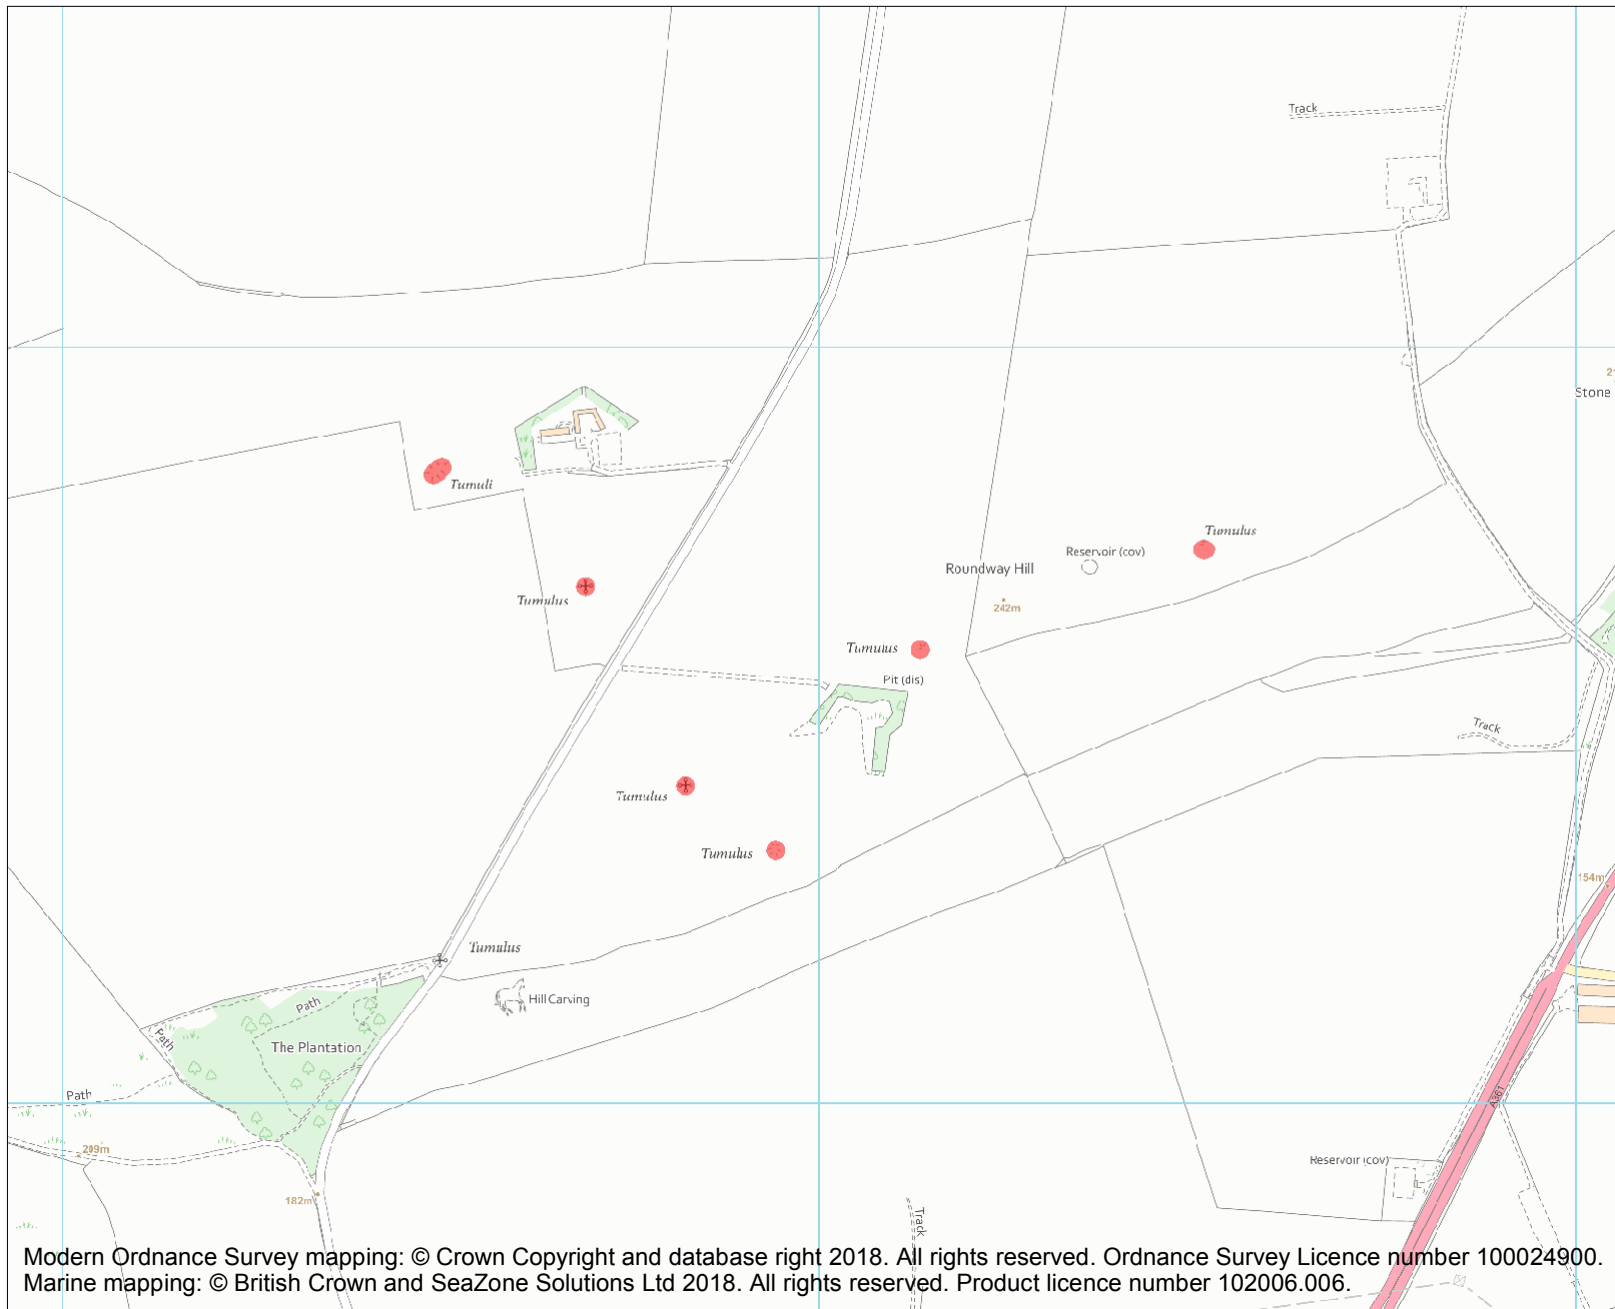 Track
Stone
Tumuli
Tumulus
Reservoir (cov)
Roundway Hill
242m
Tumulus
Tumulus
Pit (dis)
Track
Tumulus
Tumulus
154m
Tumulus
Hill Carving
Path
Path
The Plantation
Path
A361
209m
Reservoir (cov)
182m
Track
Modern Ordnance Survey mapping: © Crown Copyright and database right 2018. All rights reserved. Ordnance Survey Licence number 100024900.
Marine mapping: © British Crown and SeaZone Solutions Ltd 2018. All rights reserved. Product licence number 102006.006.